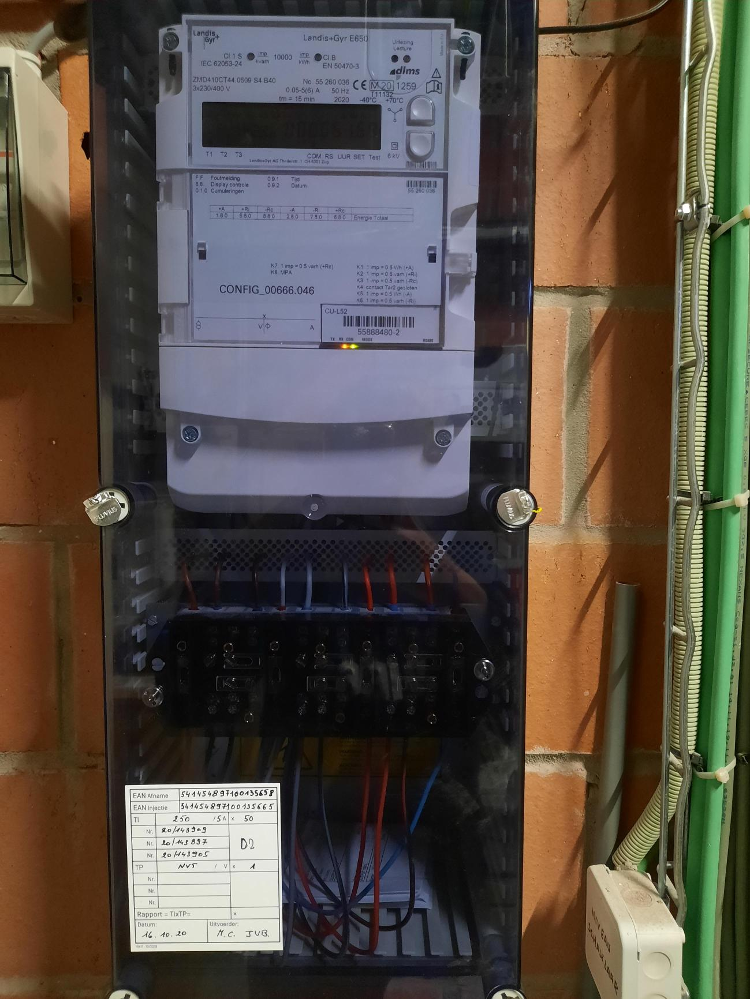 Landis+
Gyr
Landis+Gyr E650
Uitlezing
Lecture
Made in EU
Cl 1 S
IEC 62053-24
imp
kvarh
10000
imp
kWh
Cl B
EN 50470-3
dlms
ZMD410CT44.0609 S4 B40
3x230/400 V
No. 55 260 036
0.05-5(6) A 50 Hz
tm = 15 min 2020
CE M 20 1259
T11132
-40°C ... +70°C
T1 T2 T3
COM RS UUR SET Test
6 kV
Landis+Gyr AG Theilerstr. 1 CH-6301 Zug
F.F Foutmelding 0.9.1 Tijd
8.8. Display controle 0.9.2 Datum
0.1.0 Cumuleringen
55 260 036
+A +Ri -Rc -A -Ri +Rc
1.8.0 5.8.0 8.8.0 2.8.0 7.8.0 6.8.0 Energie Totaal
K7: 1 imp = 0.5 varh (+Rc)
K8: MPA
K1: 1 imp = 0.5 Wh (+A)
K2: 1 imp = 0.5 varh (+Ri)
K3: 1 imp = 0.5 varh (-Rc)
K4: contact Tar2 gesloten
K5: 1 imp = 0.5 Wh (-A)
K6: 1 imp = 0.5 varh (-Ri)
CONFIG_00666.046
X
V
A
CU-L52
55888480-2
TX RX CON MODE RS485
FLUVIUS
FLUVIUS
EAN Afname 541454897100135658
EAN Injectie 541454897100135665
TI 250 /5 A x 50
Nr. 20/143909
Nr. 20/143897
D2
Nr. 20/143905
TP NVT / V x 1
Nr.
Nr.
Nr.
Rapport = TIxTP= x
Datum: Uitvoerder:
16.10.20 M.C. JVB.
16411 - 10/2019
NIVEAU
SCHAKELAAR